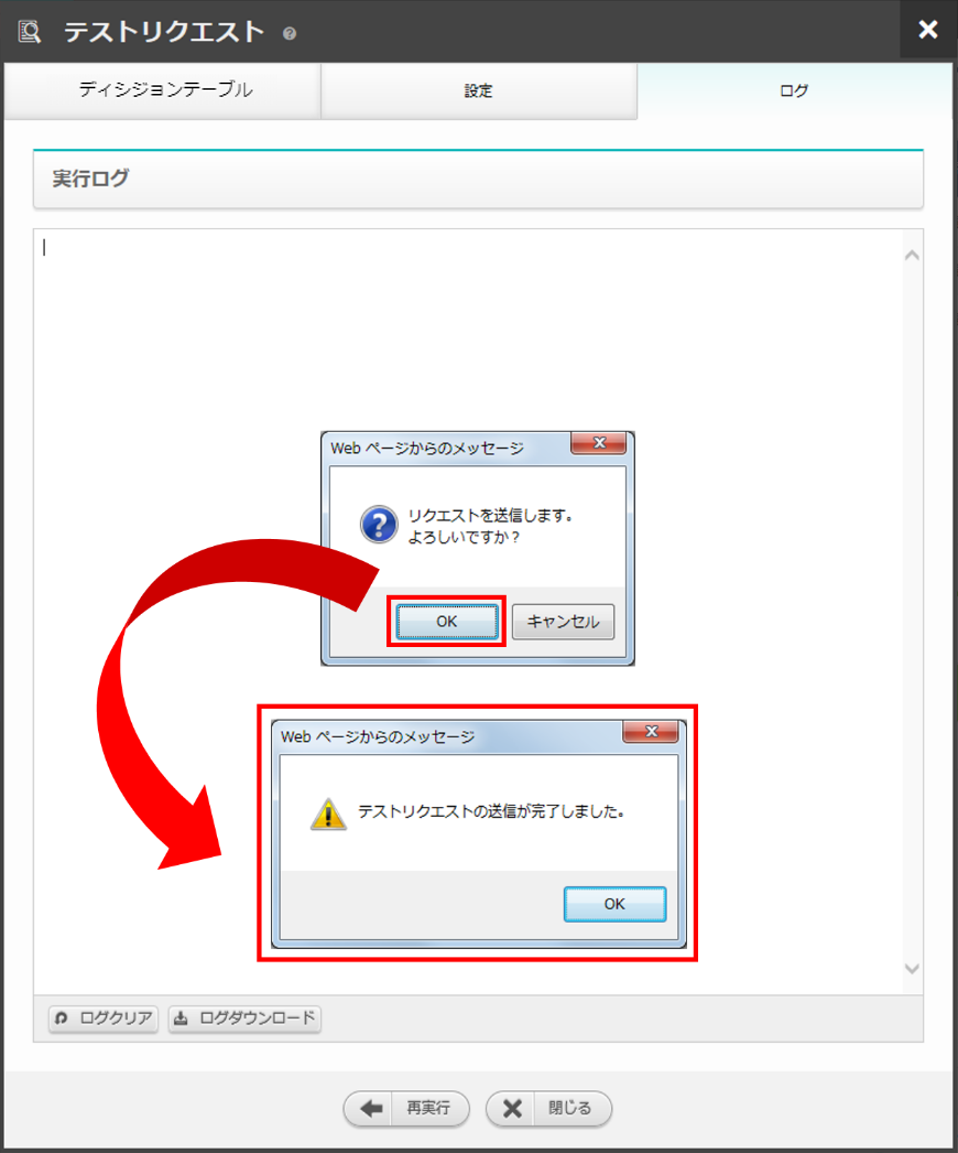 テストリクエスト
ディシジョンテーブル
設定
ログ
実行ログ
Web ページからのメッセージ
リクエストを送信します。
よろしいですか？
OK
キャンセル
Web ページからのメッセージ
テストリクエストの送信が完了しました。
OK
ログクリア
ログダウンロード
再実行
閉じる